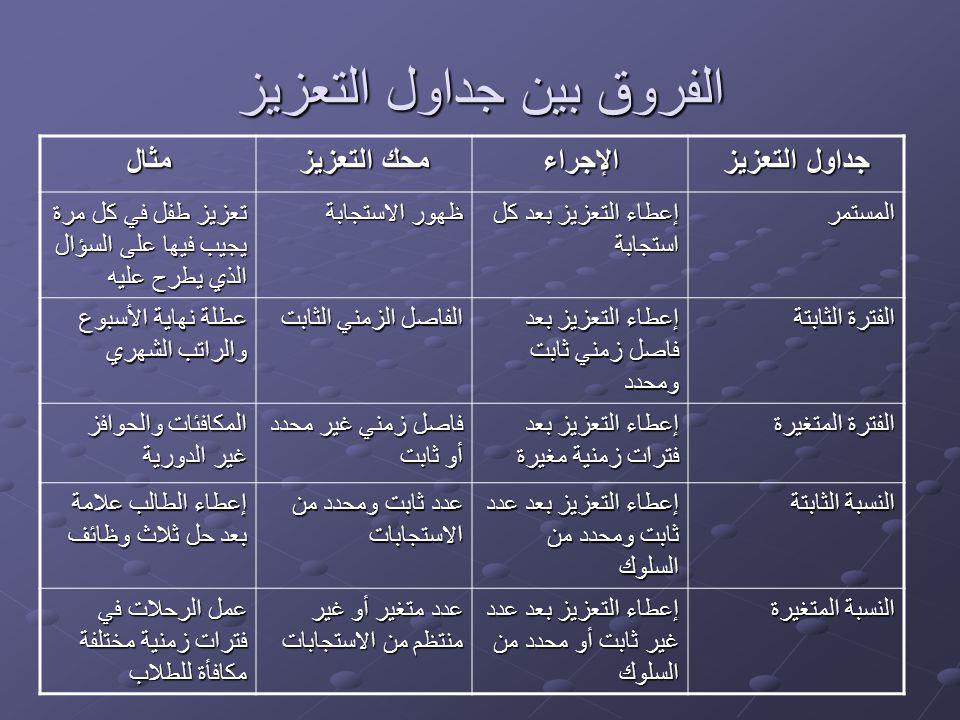 الفروق بين جداول التعزيز
جداول التعزيز
الإجراء
محك التعزيز
مثال
المستمر
إعطاء التعزيز بعد كل
استجابة
ظهور الاستجابة
تعزيز طفل في كل مرة
يجيب فيها على السؤال
الذي يطرح عليه
الفترة الثابتة
إعطاء التعزيز بعد
فاصل زمني ثابت
ومحدد
الفاصل الزمني الثابت
عطلة نهاية الأسبوع
والراتب الشهري
الفترة المتغيرة
إعطاء التعزيز بعد
فترات زمنية مغيرة
فاصل زمني غير محدد
أو ثابت
المكافئات والحوافز
غير الدورية
النسبة الثابتة
إعطاء التعزيز بعد عدد
ثابت ومحدد من
السلوك
عدد ثابت ومحدد من
الاستجابات
إعطاء الطالب علامة
بعد حل ثلاث وظائف
النسبة المتغيرة
إعطاء التعزيز بعد عدد
غير ثابت أو محدد من
السلوك
عدد متغير أو غير
منتظم من الاستجابات
عمل الرحلات في
فترات زمنية مختلفة
مكافأة للطلاب